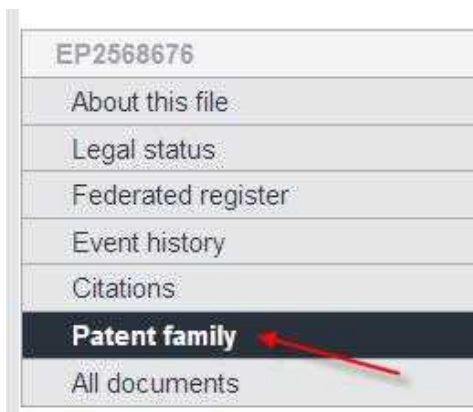 EP2568676
About this file
Legal status
Federated register
Event history
Citations
Patent family
All documents